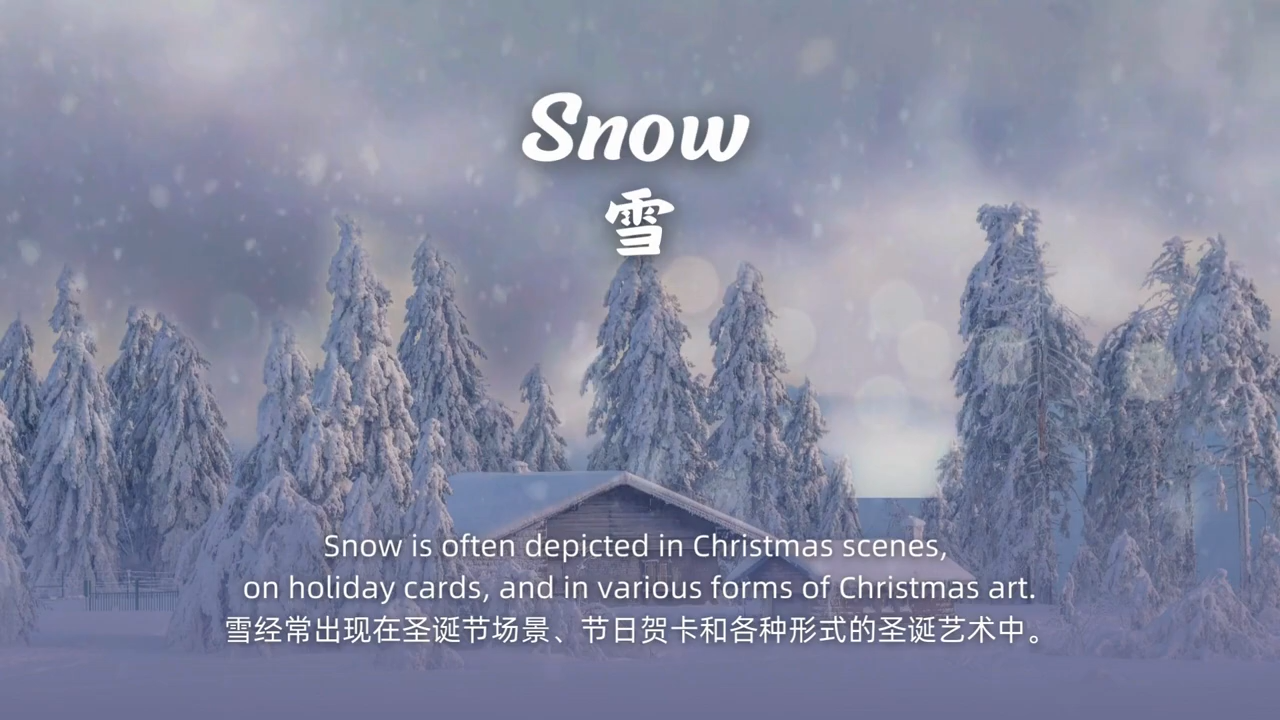 Snow
雪
Snow is often depicted in Christmas scenes,
on holiday cards, and in various forms of Christmas art.
雪经常出现在圣诞节场景、节日贺卡和各种形式的圣诞艺术中。